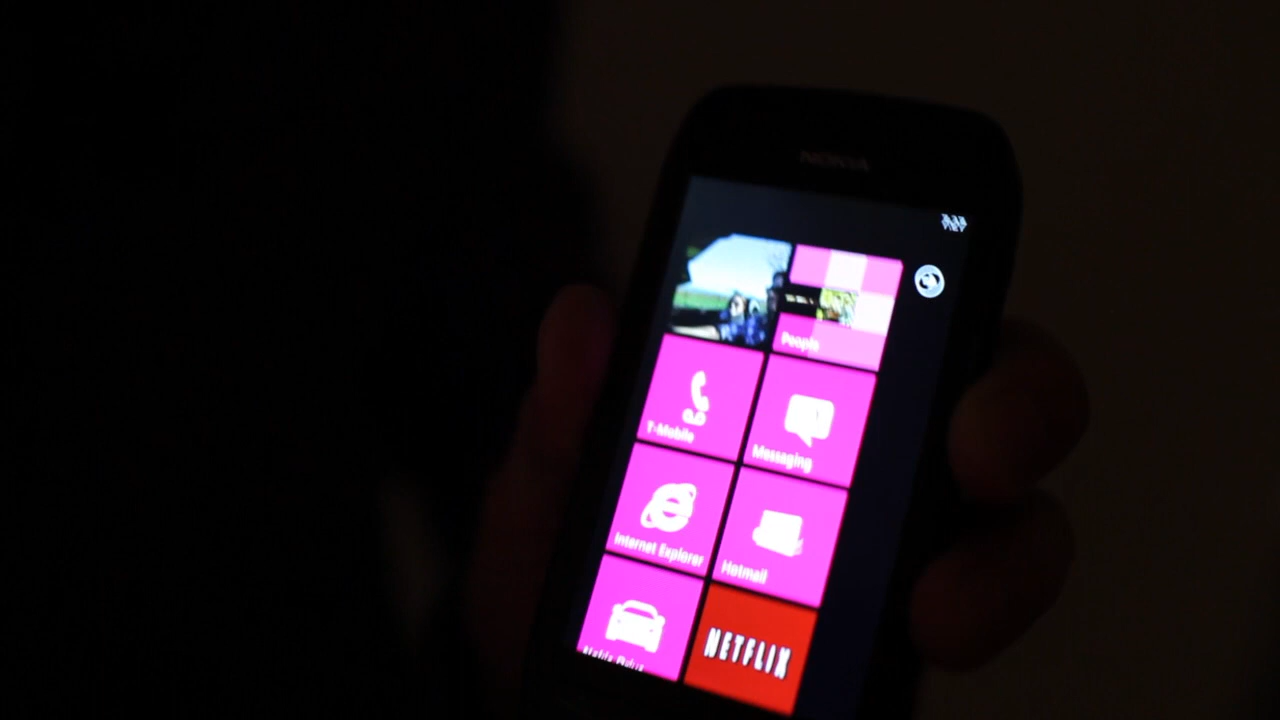 NOKIA
People
T-Mobile
Messaging
Internet Explorer
Hotmail
NETFLIX